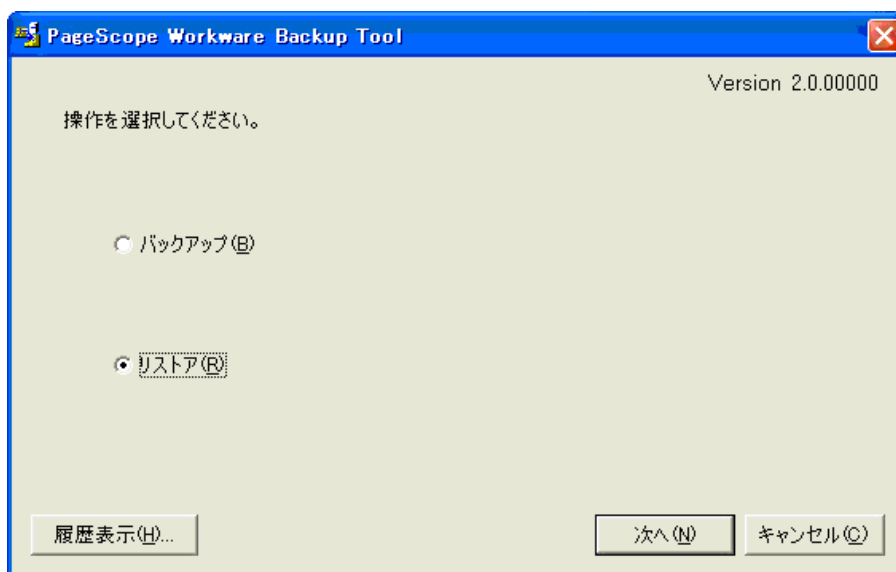 PageScope Workware Backup Tool
Version 2.0.00000
操作を選択してください。
バックアップ(B)
リストア(R)
履歴表示(H)...
次へ(N)
キャンセル(C)